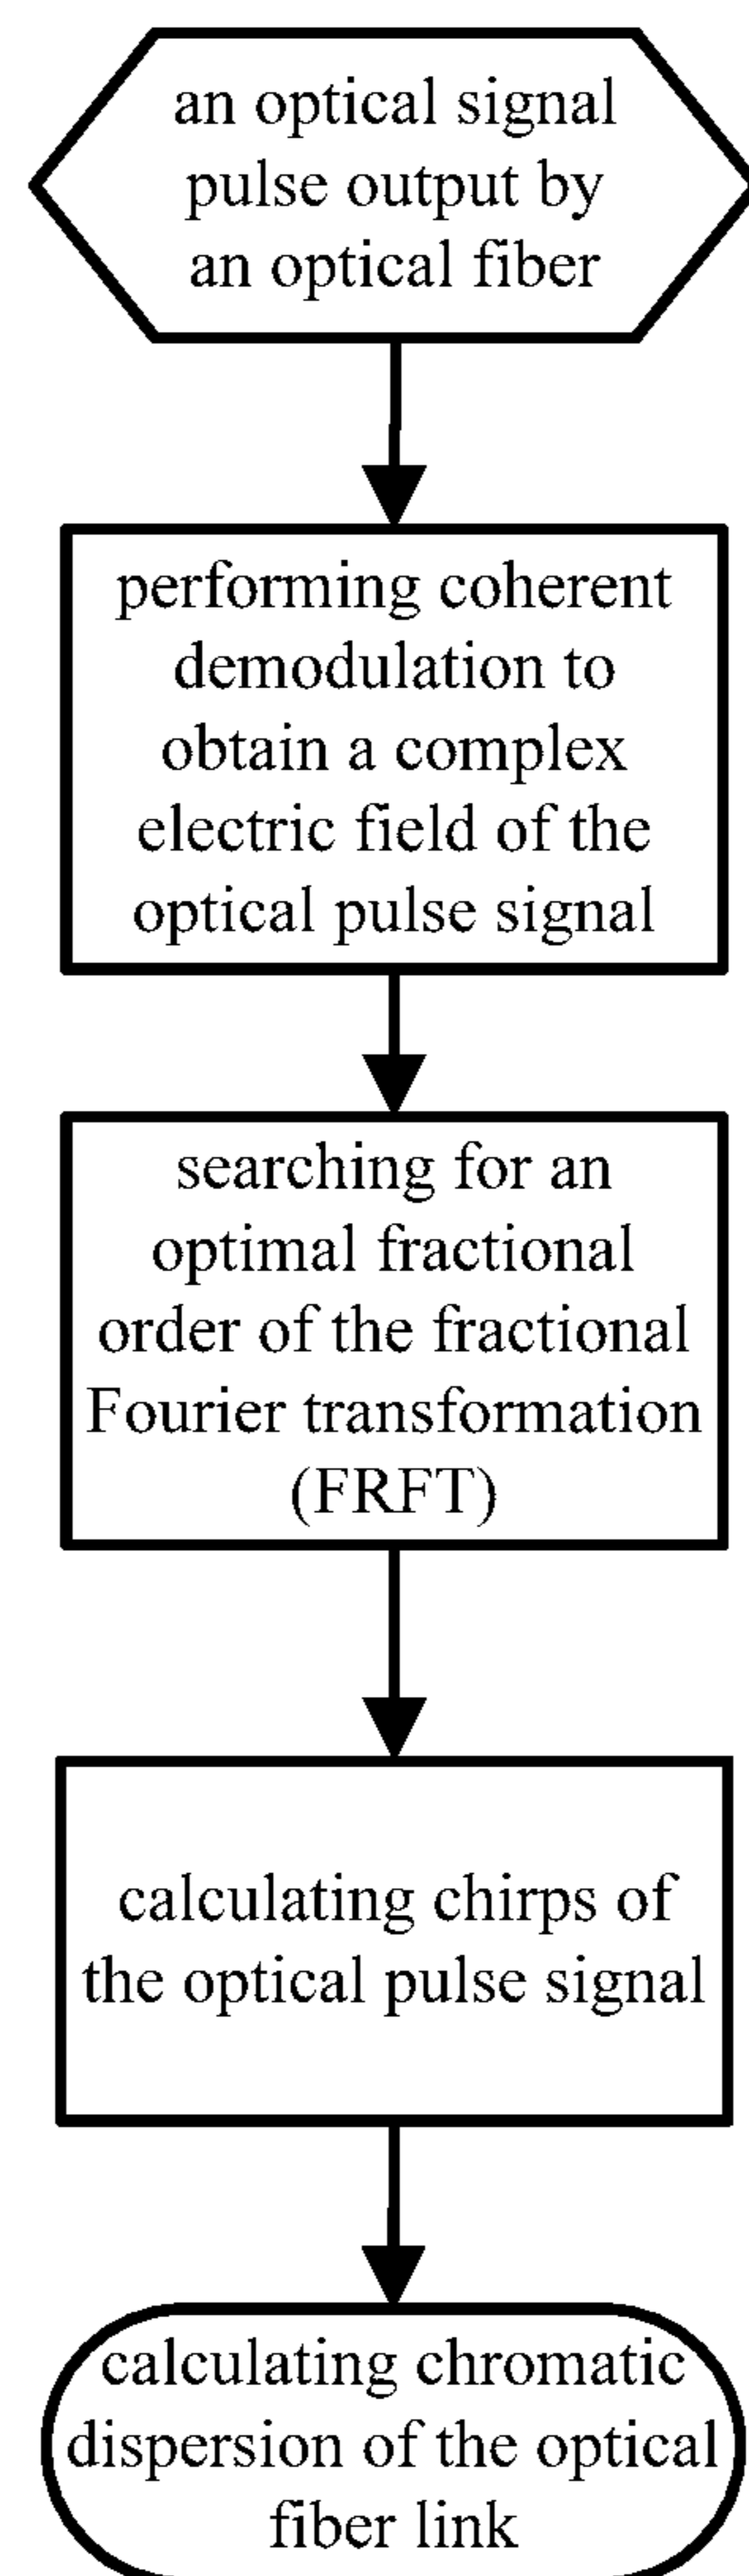 an optical signal
pulse output by
an optical fiber
performing coherent
demodulation to
obtain a complex
electric field of the
optical pulse signal
searching for an
optimal fractional
order of the fractional
Fourier transformation
(FRFT)
calculating chirps of
the optical pulse signal
calculating chromatic
dispersion of the optical
fiber link